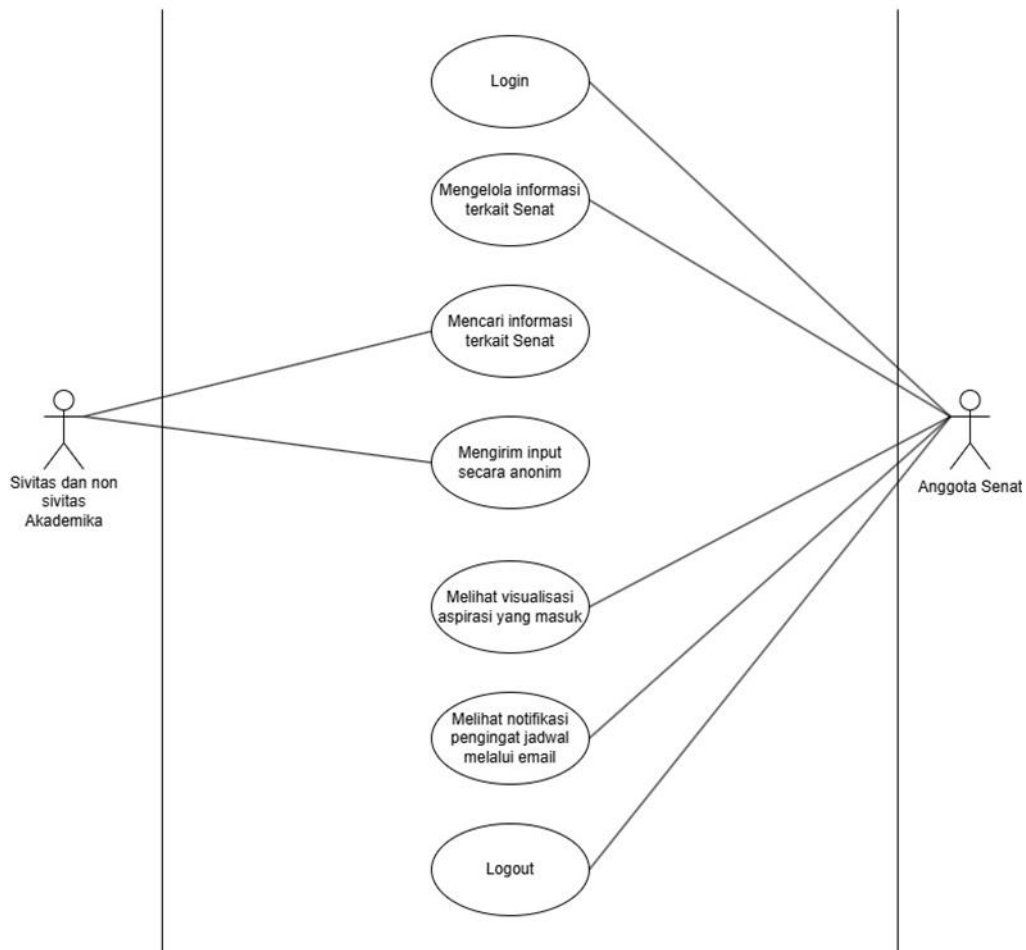 Login
Mengelola informasi
terkait Senat
Mencari informasi
terkait Senat
Mengirim input
secara anonim
Sivitas dan non
sivitas
Akademika
Anggota Senat
Melihat visualisasi
aspirasi yang masuk
Melihat notifikasi
pengingat jadwal
melalui email
Logout